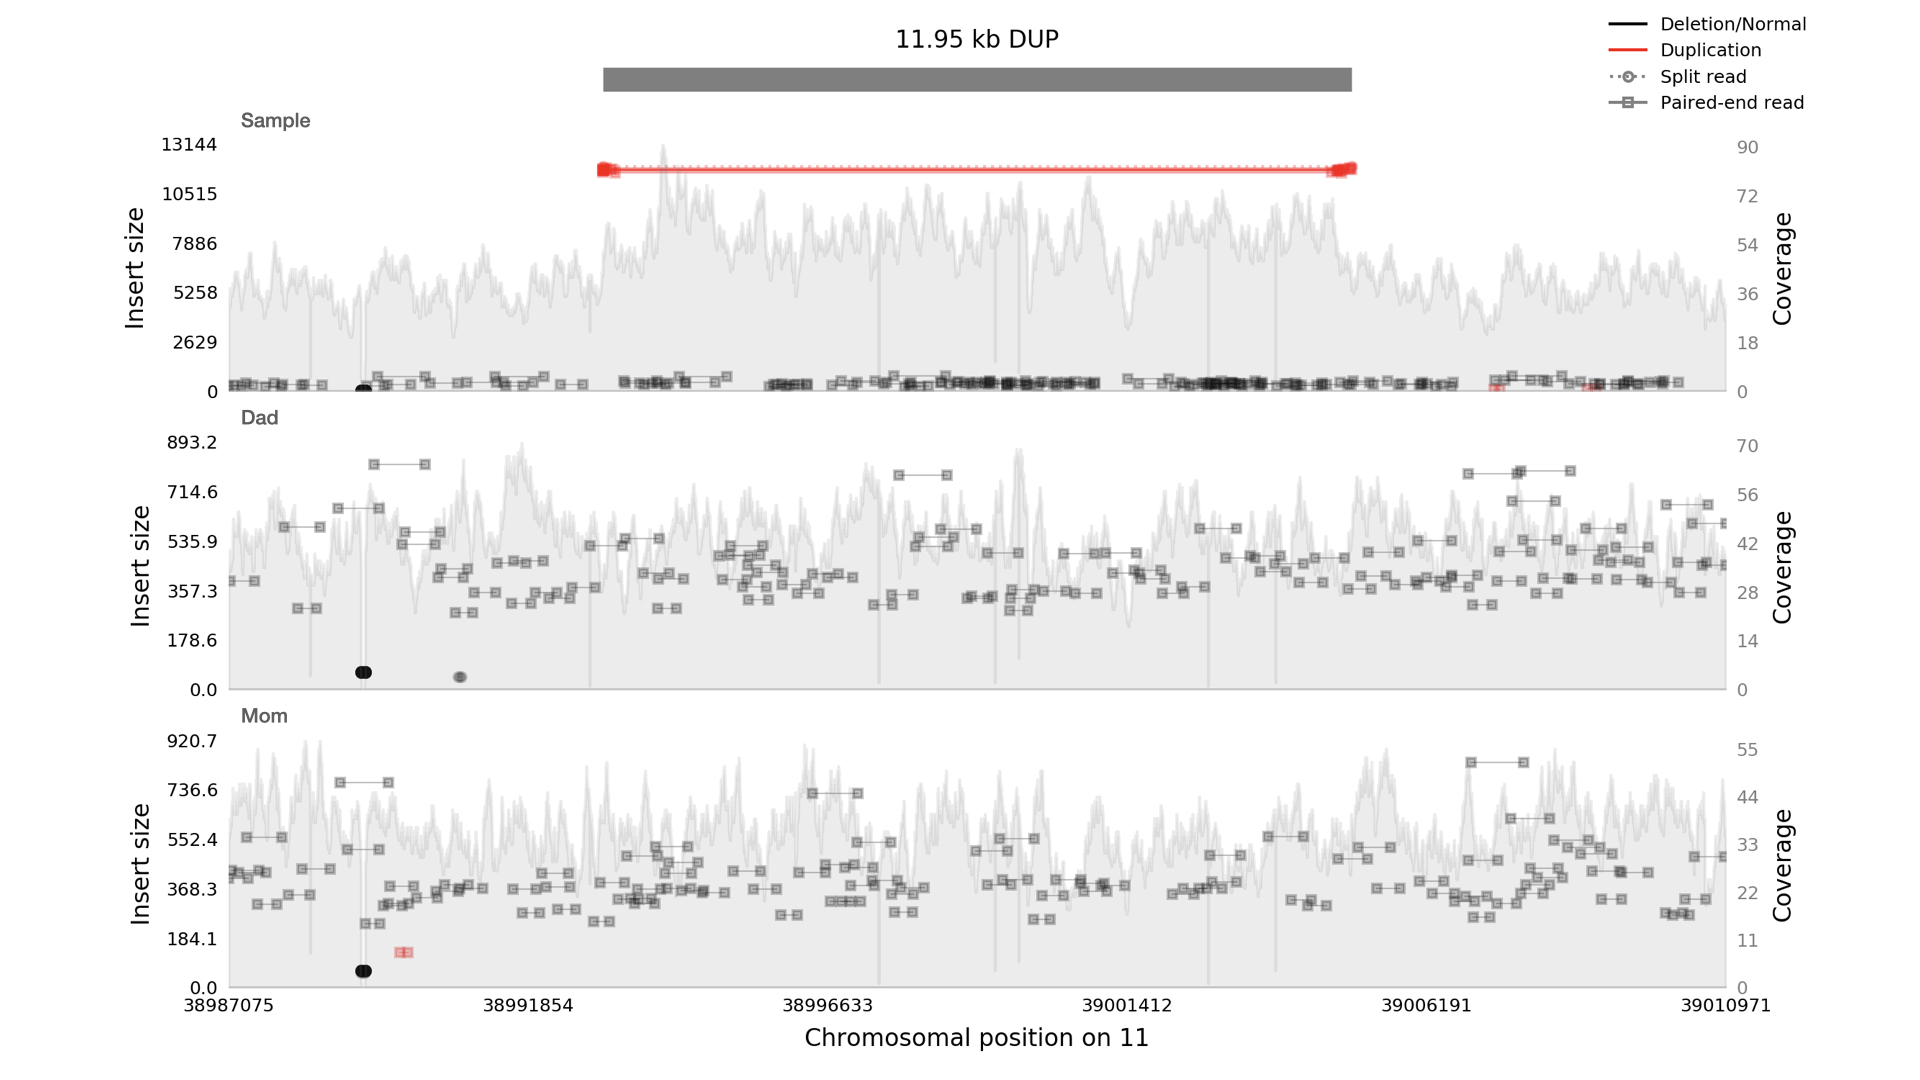 11.95 kb DUP
Deletion/Normal
Duplication
Split read
Paired-end read
Sample
Insert size
13144
10515
7886
5258
2629
0
90
72
54
36
18
0
Coverage
Dad
Insert size
893.2
714.6
535.9
357.3
178.6
0.0
70
56
42
28
14
0
Coverage
Mom
Insert size
920.7
736.6
552.4
368.3
184.1
0.0
55
44
33
22
11
0
Coverage
38987075 38991854 38996633 39001412 39006191 39010971
Chromosomal position on 11